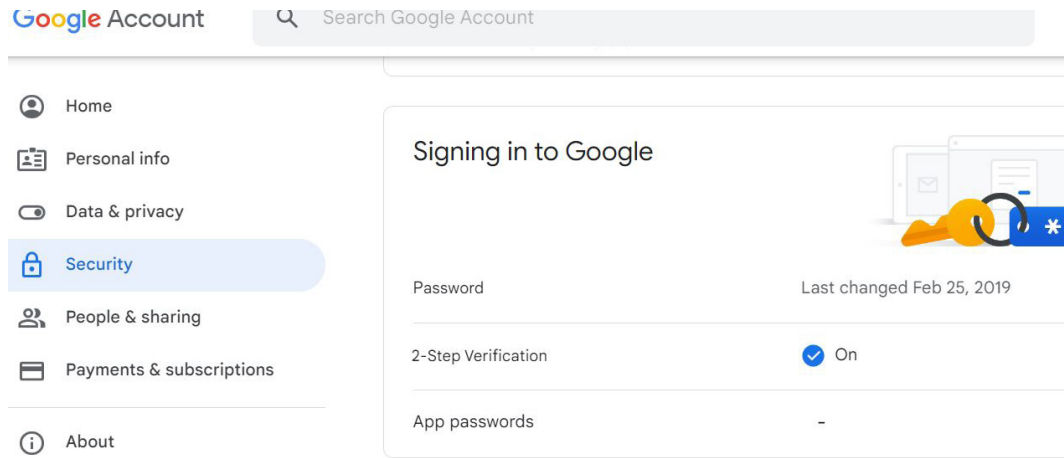 Google Account
Search Google Account
Home
Personal info
Data & privacy
Security
People & sharing
Payments & subscriptions
About
Signing in to Google
Password Last changed Feb 25, 2019
2-Step Verification On
App passwords -